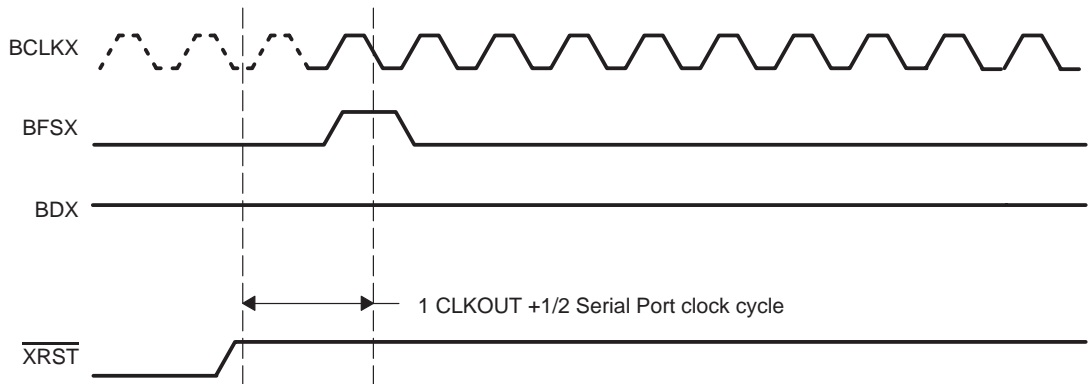 BCLKX
BFSX
BDX
1 CLKOUT +1/2 Serial Port clock cycle
XRST